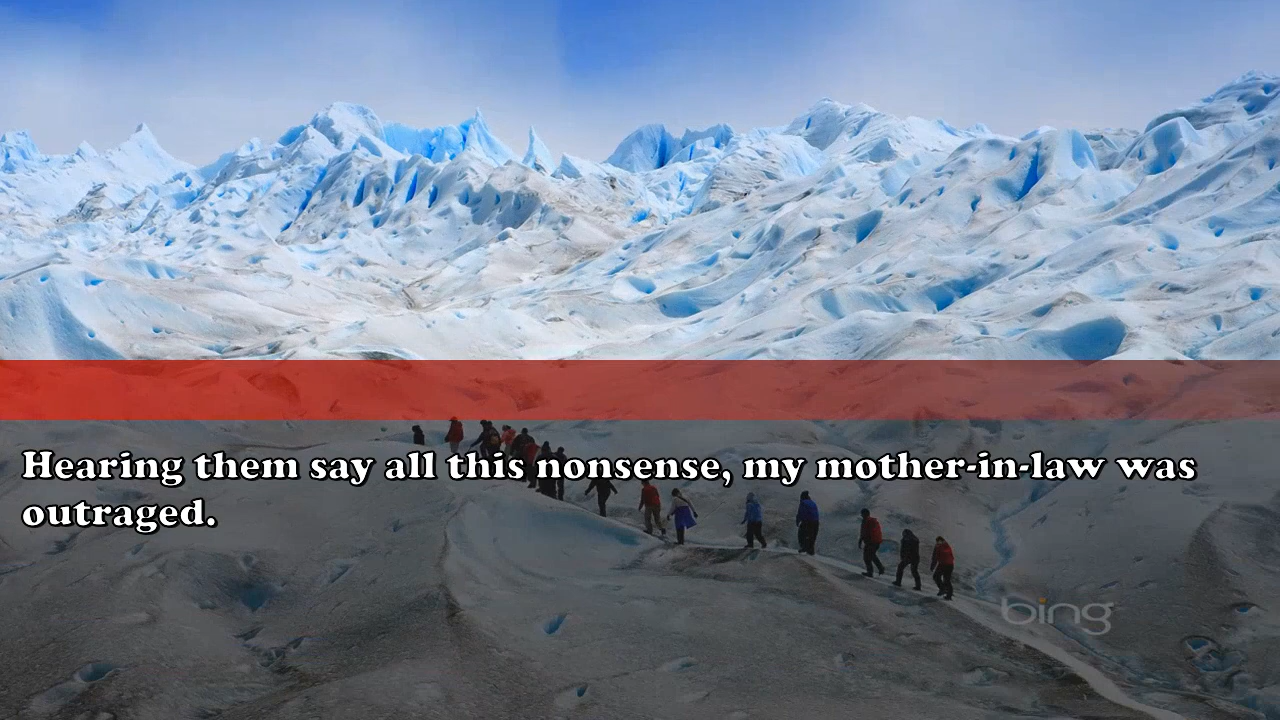 Hearing them say all this nonsense, my mother-in-law was
outraged.
bing